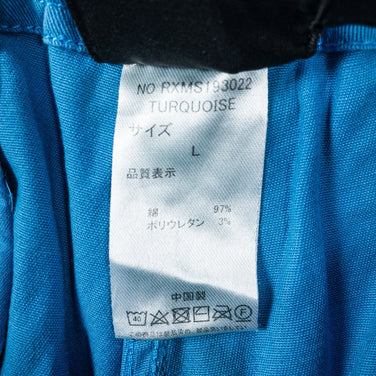 NO RXMS193022
TURQUOISE
サイズ
L
品質表示
綿 97%
ポリウレタン 3%
中国製
40